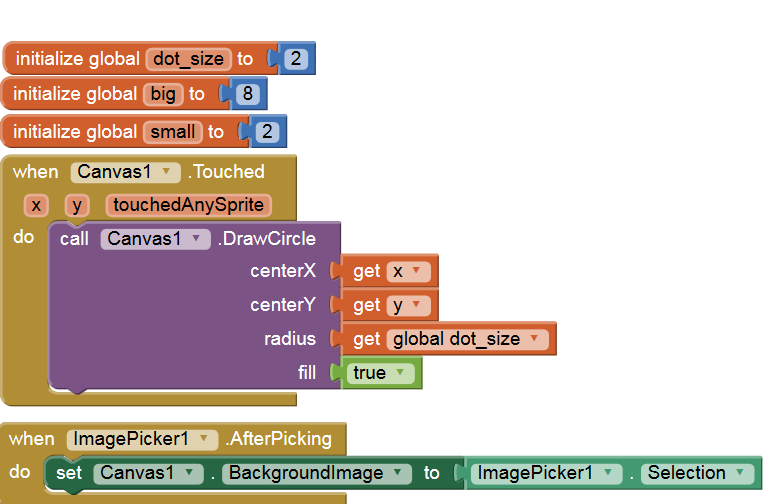 initialize global dot_size to 2
initialize global big to 8
initialize global small to 2
when Canvas1 .Touched
x y touchedAnySprite
do call Canvas1 .DrawCircle
centerX get x
centerY get y
radius get global dot_size
fill true
when ImagePicker1 .AfterPicking
do set Canvas1 . BackgroundImage to ImagePicker1 . Selection